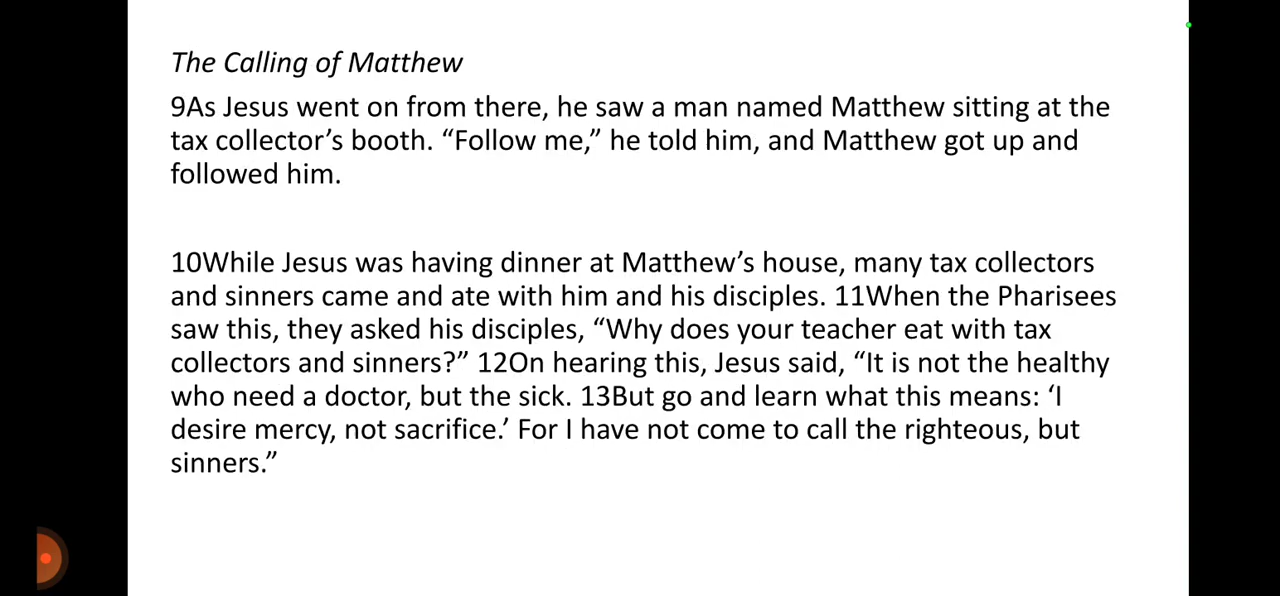 The Calling of Matthew
9As Jesus went on from there, he saw a man named Matthew sitting at the
tax collector’s booth. “Follow me,” he told him, and Matthew got up and
followed him.
10While Jesus was having dinner at Matthew’s house, many tax collectors
and sinners came and ate with him and his disciples. 11When the Pharisees
saw this, they asked his disciples, “Why does your teacher eat with tax
collectors and sinners?” 12On hearing this, Jesus said, “It is not the healthy
who need a doctor, but the sick. 13But go and learn what this means: ‘I
desire mercy, not sacrifice.’ For I have not come to call the righteous, but
sinners.”